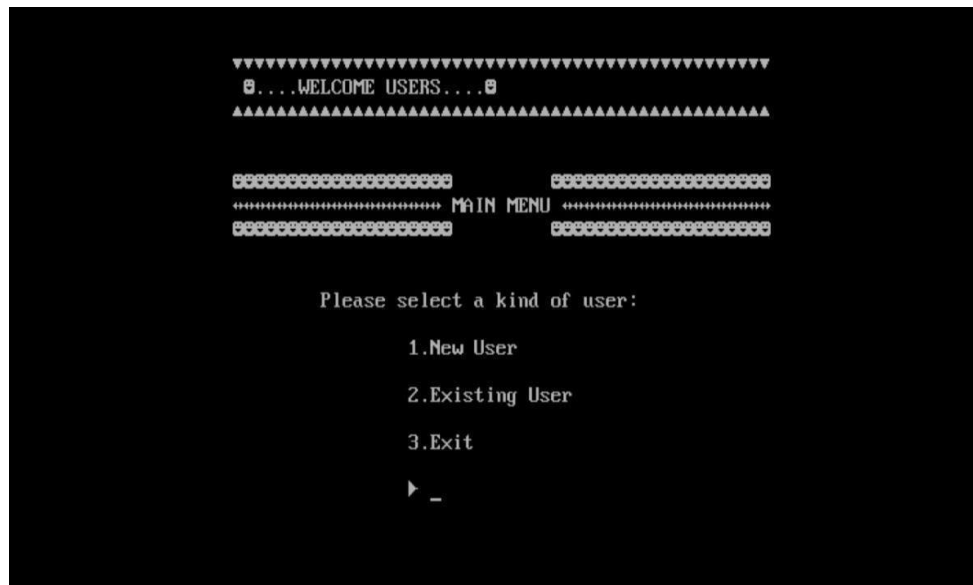 ....WELCOME USERS....
MAIN MENU
Please select a kind of user:
1.New User
2.Existing User
3.Exit